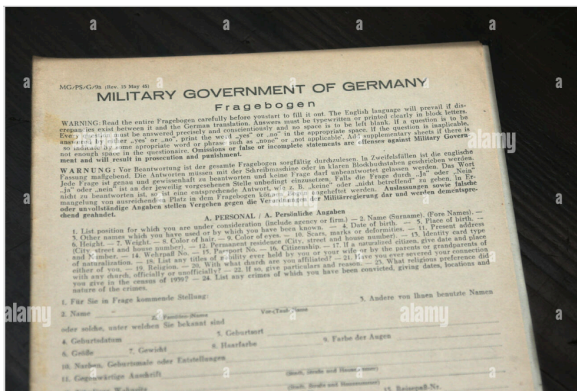 MG/PS/G/9a (Rev. 15 May 45)
MILITARY GOVERNMENT OF GERMANY
Fragebogen
WARNING: Read the entire Fragebogen carefully before you start to fill it out. The English language will prevail if dis-
crepancies exist between it and the German translation. Answers must be typewritten or printed clearly in block letters.
Every question must be answered precisely and conscientiously and no space is to be left blank. If a question is to be
answered by either „yes" or „no", print the word „yes" or „no" in the appropriate space. If the question is inapplicable,
so indicate by some appropriate word or phrase such as „none" or „not applicable". Add supplementary sheets if there is
not enough space in the questionnaire. Omissions or false or incomplete statements are offenses against Military Govern-
ment and will result in prosecution and punishment.
WARNUNG: Vor Beantwortung ist der gesamte Fragebogen sorgfältig durchzulesen. In Zweifelsfällen ist die englische
Fassung maßgebend. Die Antworten müssen mit der Schreibmaschine oder in klaren Blockbuchstaben geschrieben werden.
Jede Frage ist genau und gewissenhaft zu beantworten und keine Frage darf unbeantwortet gelassen werden. Das Wort
„Ja" oder „nein" ist an der jeweilig vorgesehenen Stelle unbedingt einzusetzen. Falls die Frage durch „Ja" oder „Nein"
nicht zu beantworten ist, so ist eine entsprechende Antwort, wie z. B. „keine" oder „nicht betreffend" zu geben. In Er-
mangelung von ausreichendem Platz in dem Fragebogen können Bogen angeheftet werden. Auslassungen sowie falsche
oder unvollständige Angaben stellen Vergehen gegen die Verordnungen der Militärregierung dar und werden dementspre-
chend geahndet.
A. PERSONAL / A. Persönliche Angaben
1. List position for which you are under consideration (include agency or firm). — 2. Name (Surname). (Fore Names). —
3. Other names which you have used or by which you have been known. — 4. Date of birth. — 5. Place of birth. —
6. Height. — 7. Weight. — 8. Color of hair. — 9. Color of eyes. — 10. Scars, marks or deformities. — 11. Present address
(City, street and house number). — 12. Permanent residence (City, street and house number). — 13. Identity card type
and No. — 14. Wehrpaß No. — 15. Passport No. — 16. Citizenship. — 17. If a naturalized citizen, give date and place
of naturalization. — 18. List any titles of nobility ever held by you or your wife or by the parents or grandparents of
either of you. — 19. Religion. — 20. With what church are you affiliated? — 21. Have you ever severed your connection
with any church, officially or unofficially? — 22. If so, give particulars and reason. — 23. What religious preference did
you give in the census of 1939? — 24. List any crimes of which you have been convicted, giving dates, locations and
nature of the crimes.
1. Für Sie in Frage kommende Stellung:
2. Name
Familien-Name
Vor-(Tauf-)Name
3. Andere von Ihnen benutzte Namen
oder solche, unter welchen Sie bekannt sind
4. Geburtsdatum
5. Geburtsort
6. Größe
7. Gewicht
8. Haarfarbe
9. Farbe der Augen
10. Narben, Geburtsmale oder Entstellungen
11. Gegenwärtige Anschrift
(Stadt, Straße und Hausnummer)
alamy